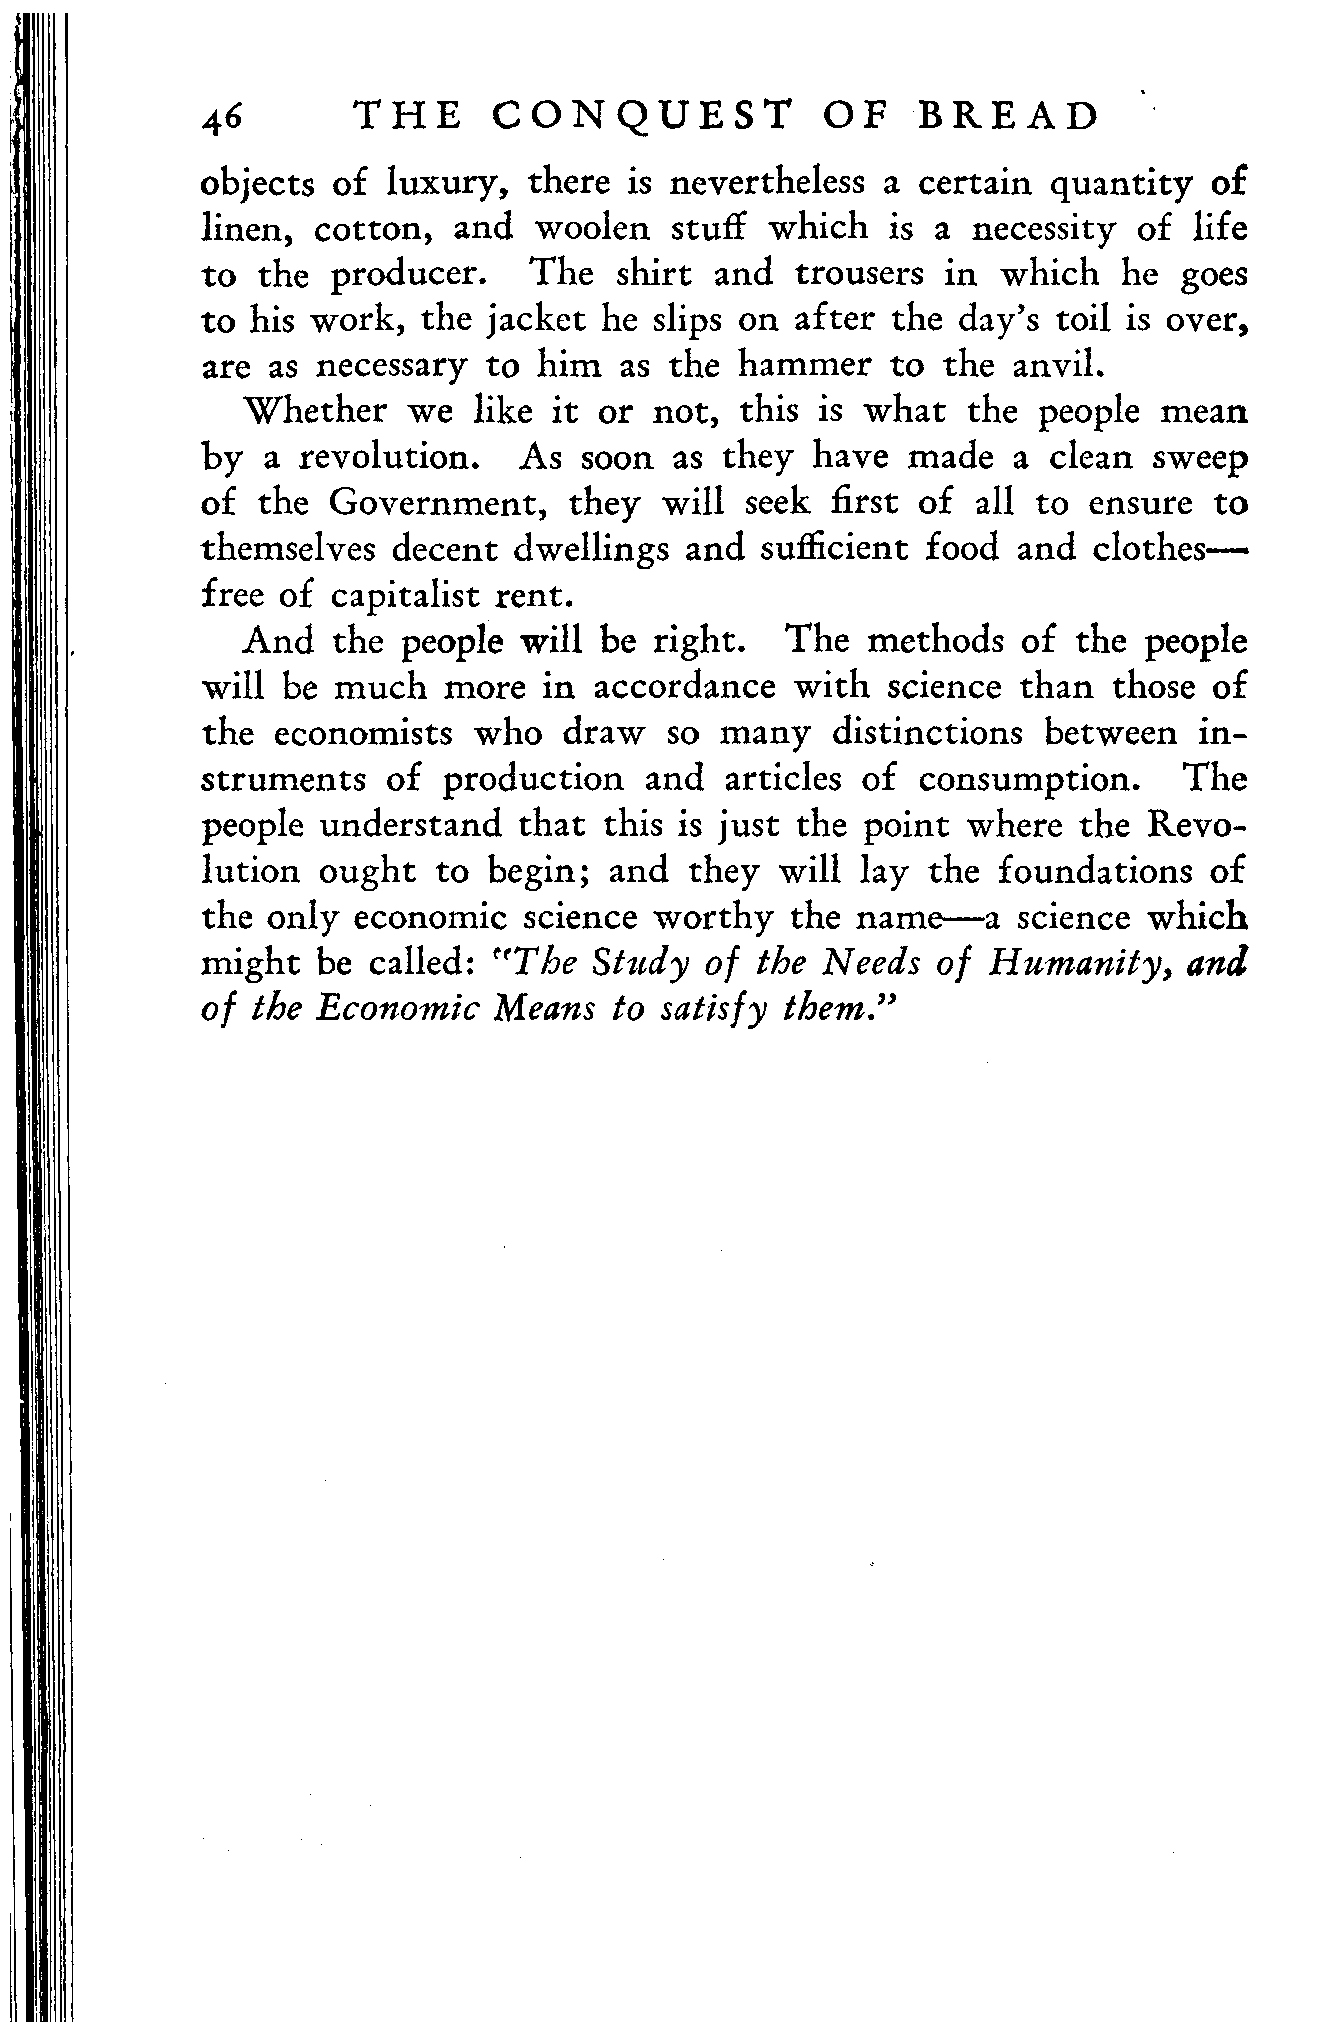 46 THE CONQUEST OF BREAD
objects of luxury, there is nevertheless a certain quantity of
linen, cotton, and woolen stuff which is a necessity of life
to the producer. The shirt and trousers in which he goes
to his work, the jacket he slips on after the day's toil is over,
are as necessary to him as the hammer to the anvil.
Whether we like it or not, this is what the people mean
by a revolution. As soon as they have made a clean sweep
of the Government, they will seek first of all to ensure to
themselves decent dwellings and sufficient food and clothes—
free of capitalist rent.
And the people will be right. The methods of the people
will be much more in accordance with science than those of
the economists who draw so many distinctions between in-
struments of production and articles of consumption. The
people understand that this is just the point where the Revo-
lution ought to begin; and they will lay the foundations of
the only economic science worthy the name—a science which
might be called: "The Study of the Needs of Humanity, and
of the Economic Means to satisfy them."